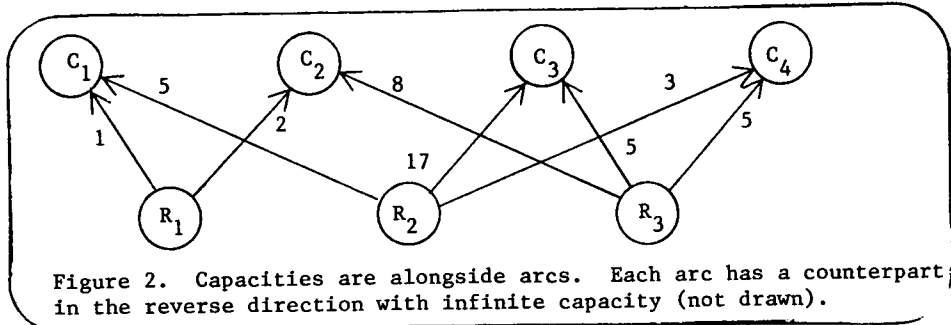 C1 C2 C3 C4
5 8 3
1 2 17 5 5
R1 R2 R3
Figure 2. Capacities are alongside arcs. Each arc has a counterpart
in the reverse direction with infinite capacity (not drawn).